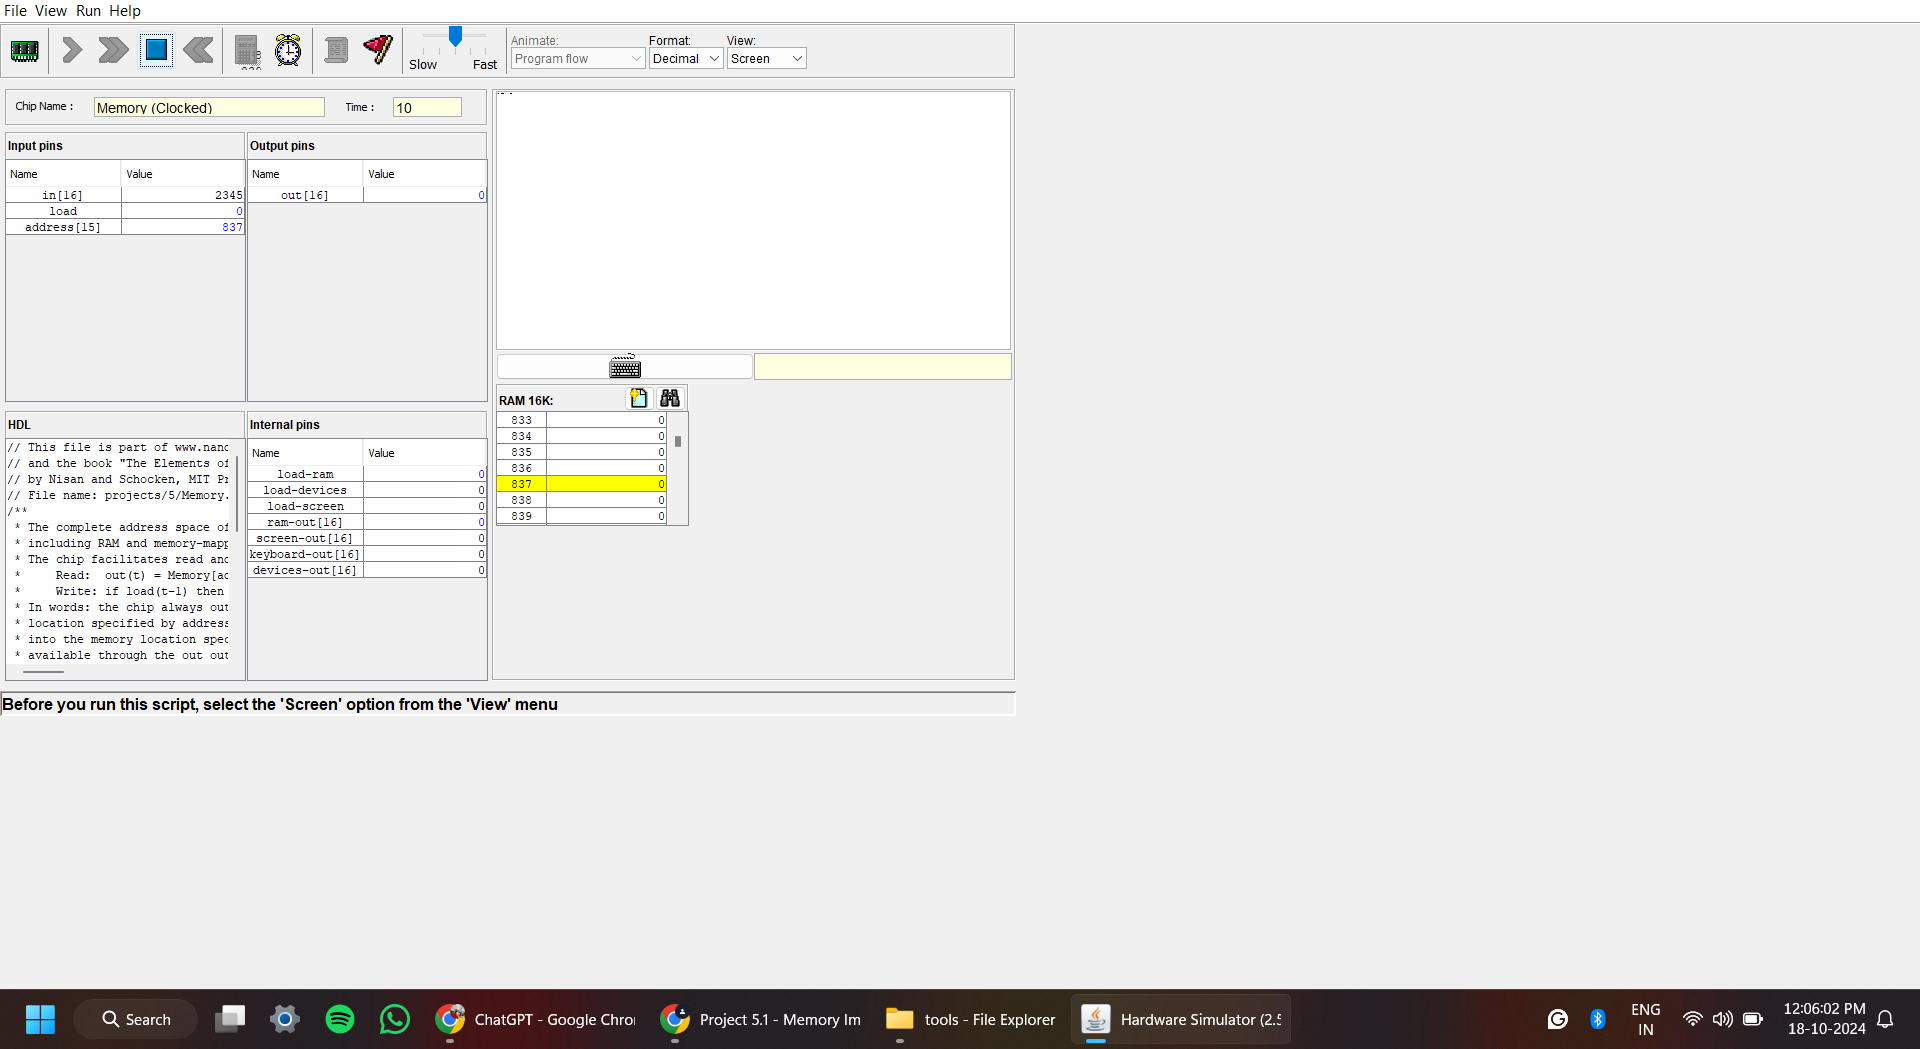 File View Run Help
Slow Fast
Animate: Format: View:
Program flow Decimal Screen
Chip Name : Memory (Clocked) Time : 10
Input pins
Name Value
in[16] 2345
load 0
address[15] 837
Output pins
Name Value
out[16] 0
RAM 16K:
833 0
834 0
835 0
836 0
837 0
838 0
839 0
HDL
// This file is part of www.nand
// and the book "The Elements of
// by Nisan and Schocken, MIT Pr
// File name: projects/5/Memory.
/**
* The complete address space of
* including RAM and memory-mapp
* The chip facilitates read and
* Read: out(t) = Memory[ad
* Write: if load(t-1) then
* In words: the chip always out
* location specified by address
* into the memory location spec
* available through the out out
Internal pins
Name Value
load-ram 0
load-devices 0
load-screen 0
ram-out[16] 0
screen-out[16] 0
keyboard-out[16] 0
devices-out[16] 0
Before you run this script, select the 'Screen' option from the 'View' menu
Search
ChatGPT - Google Chro
Project 5.1 - Memory Im
tools - File Explorer
Hardware Simulator (2.5
ENG
IN
12:06:02 PM
18-10-2024